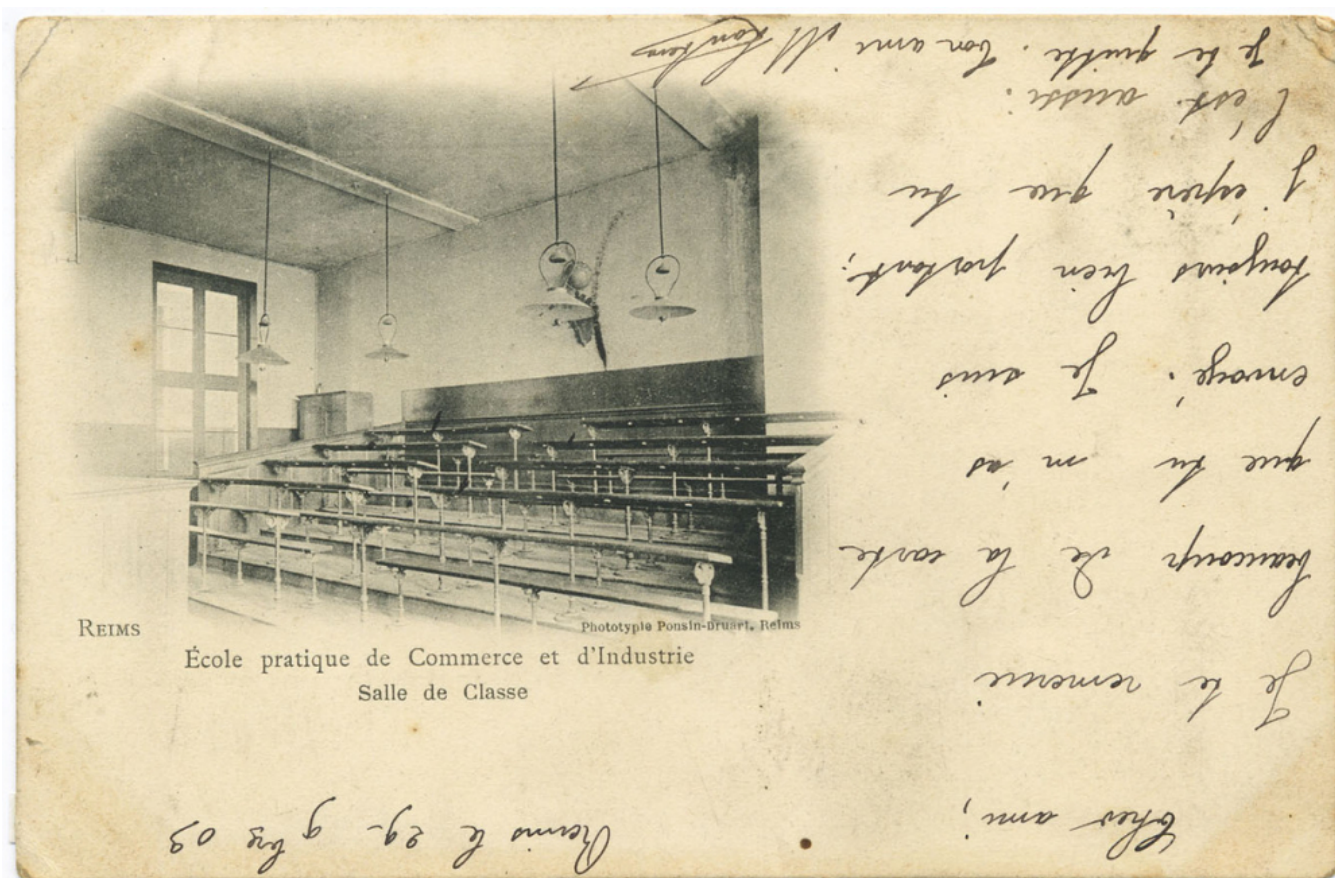 REIMS
Phototypie Ponsin-Druart, Reims
École pratique de Commerce et d'Industrie
Salle de Classe
Reims le 29 9bre 03
Cher ami,
Je te remercie
beaucoup de la carte
que tu m'as
envoyé. Je suis
toujours bien portant,
j'espère que tu
l'est aussi.
Je te quitte. Ton ami M